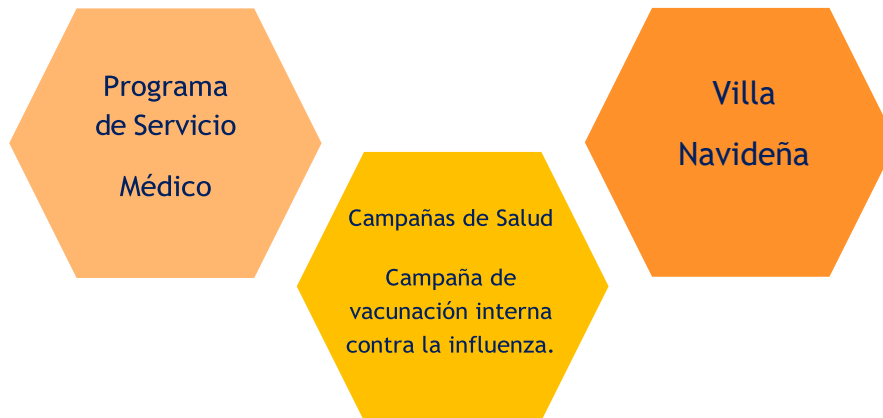 Programa
de Servicio
Médico
Campañas de Salud
Campaña de
vacunación interna
contra la influenza.
Villa
Navideña